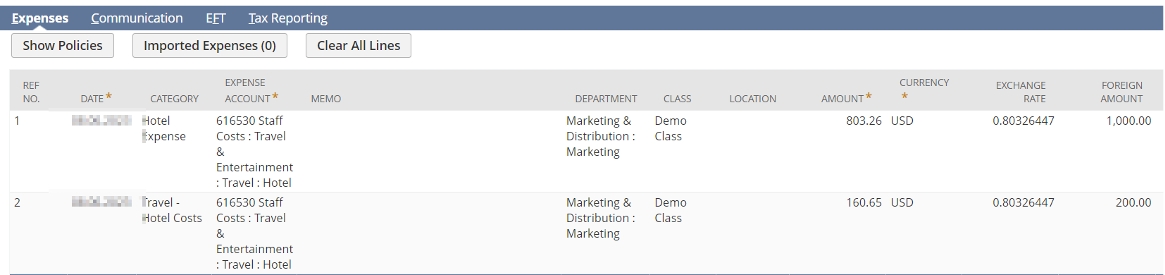 Expenses Communication EFT Tax Reporting
Show Policies Imported Expenses (0) Clear All Lines
REF NO. DATE* CATEGORY EXPENSE ACCOUNT* MEMO DEPARTMENT CLASS LOCATION AMOUNT* CURRENCY * EXCHANGE RATE FOREIGN AMOUNT
1 Hotel 616530 Staff Marketing & Demo 803.26 USD 0.80326447 1,000.00
Expense Costs : Travel Distribution : Class
& Marketing
Entertainment
: Travel : Hotel
2 Travel - 616530 Staff Marketing & Demo 160.65 USD 0.80326447 200.00
Hotel Costs Costs : Travel Distribution : Class
& Marketing
Entertainment
: Travel : Hotel